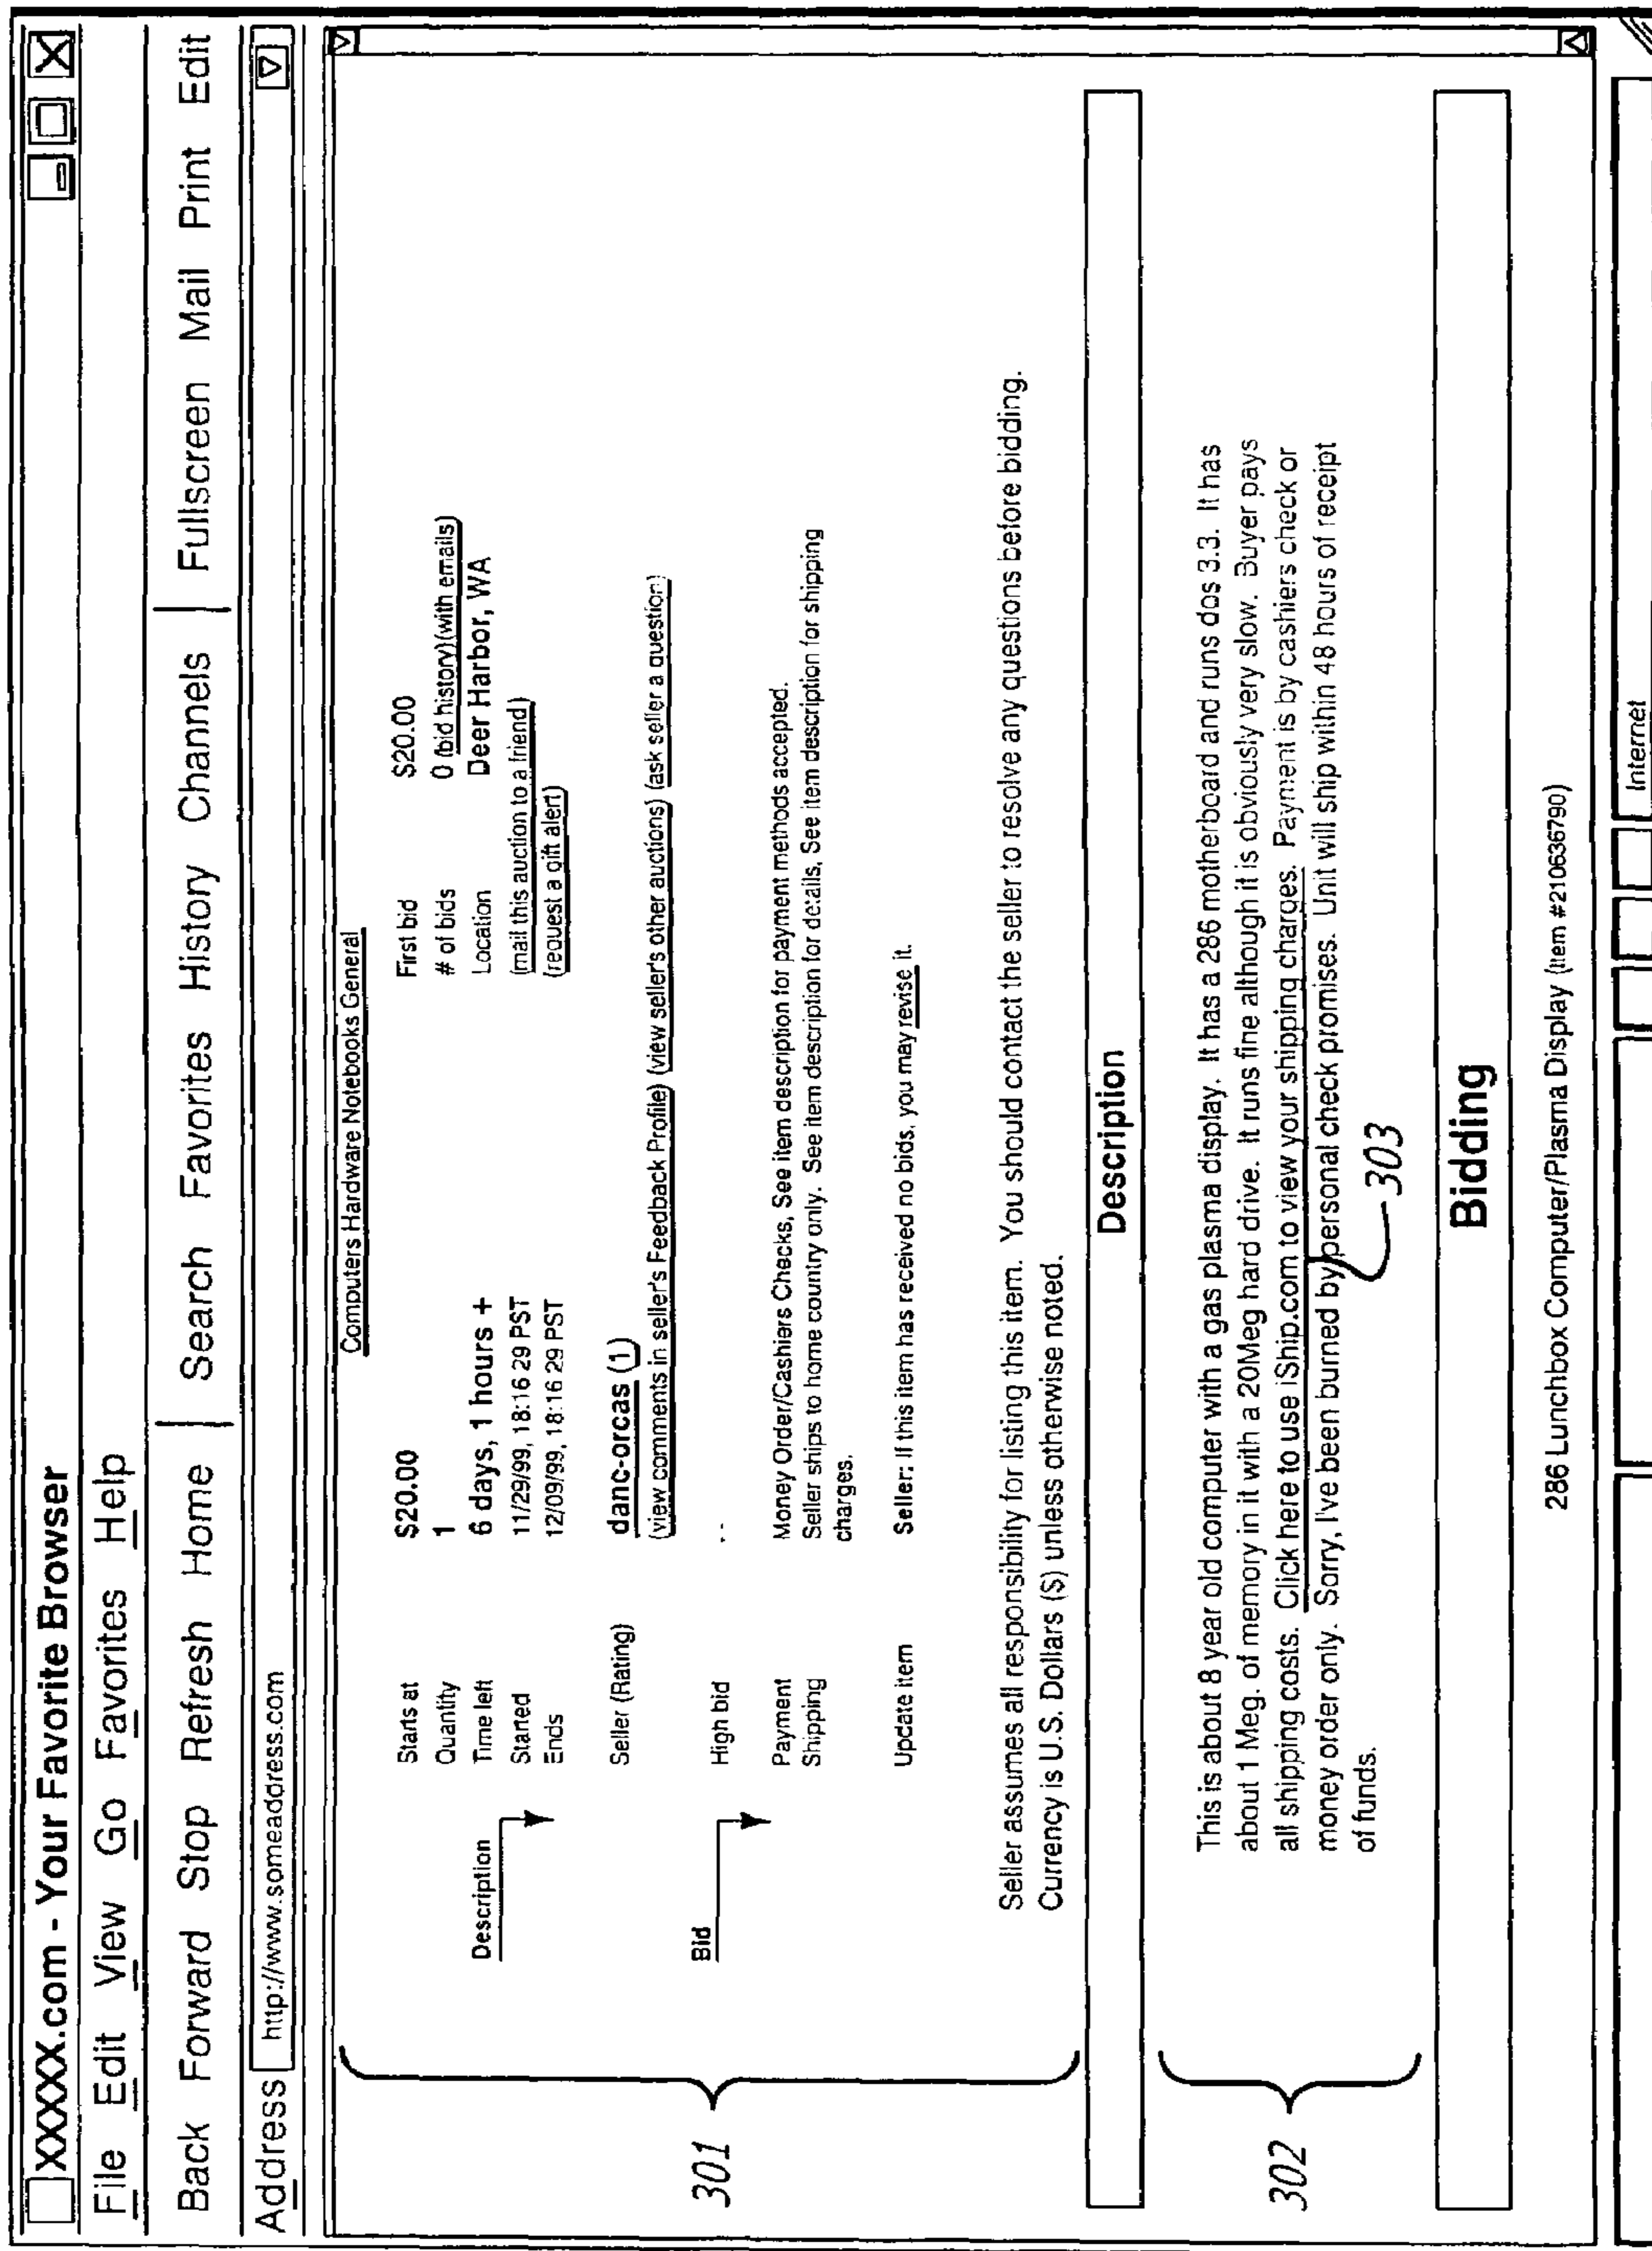 XXXXX.com - Your Favorite Browser
File Edit View Go Favorites Help
Back Forward Stop Refresh Home Search Favorites History Channels Fullscreen Mail Print Edit
Address http://www.someaddress.com
Computers Hardware Notebooks General
Starts at $20.00 First bid $20.00
Quantity 1 # of bids 0 (bid history)(with emails)
Time left 6 days, 1 hours + Location Deer Harbor, WA
Description
Started 11/29/99, 18:16 29 PST (mail this auction to a friend)
Ends 12/09/99, 18:16 29 PST (request a gift alert)
Seller (Rating) danc-orcas (1)
(view comments in seller's Feedback Profile) (view seller's other auctions) (ask seller a question)
Bid
High bid --
301
Payment Money Order/Cashiers Checks, See item description for payment methods accepted.
Shipping Seller ships to home country only. See item description for details, See item description for shipping
charges.
Update item Seller: If this item has received no bids, you may revise it.
Seller assumes all responsibility for listing this item. You should contact the seller to resolve any questions before bidding.
Currency is U.S. Dollars ($) unless otherwise noted.
Description
This is about 8 year old computer with a gas plasma display. It has a 286 motherboard and runs dos 3.3. It has
about 1 Meg. of memory in it with a 20Meg hard drive. It runs fine although it is obviously very slow. Buyer pays
all shipping costs. Click here to use iShip.com to view your shipping charges. Payment is by cashiers check or
money order only. Sorry, I've been burned by personal check promises. Unit will ship within 48 hours of receipt
of funds.
302
303
Bidding
286 Lunchbox Computer/Plasma Display (Item #210636790)
Internet